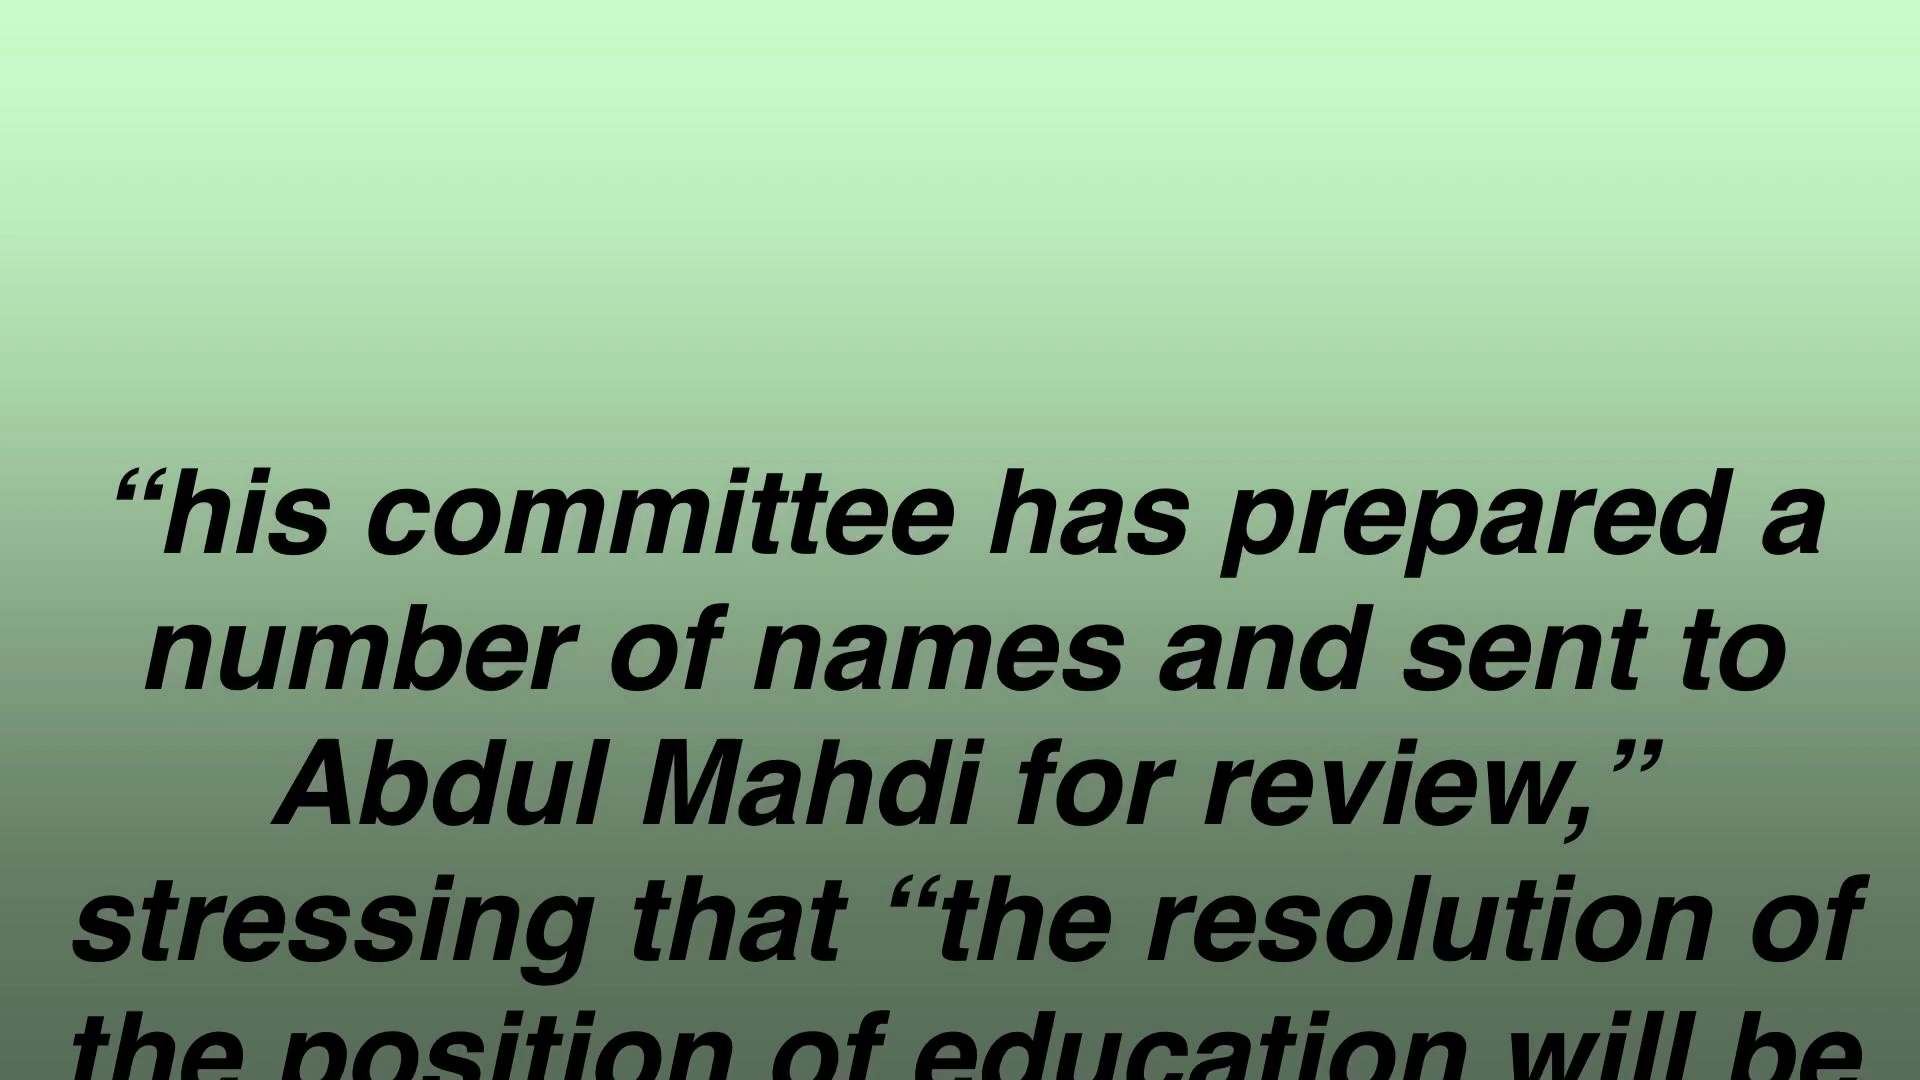 “his committee has prepared a
number of names and sent to
Abdul Mahdi for review,”
stressing that “the resolution of
the position of education will be